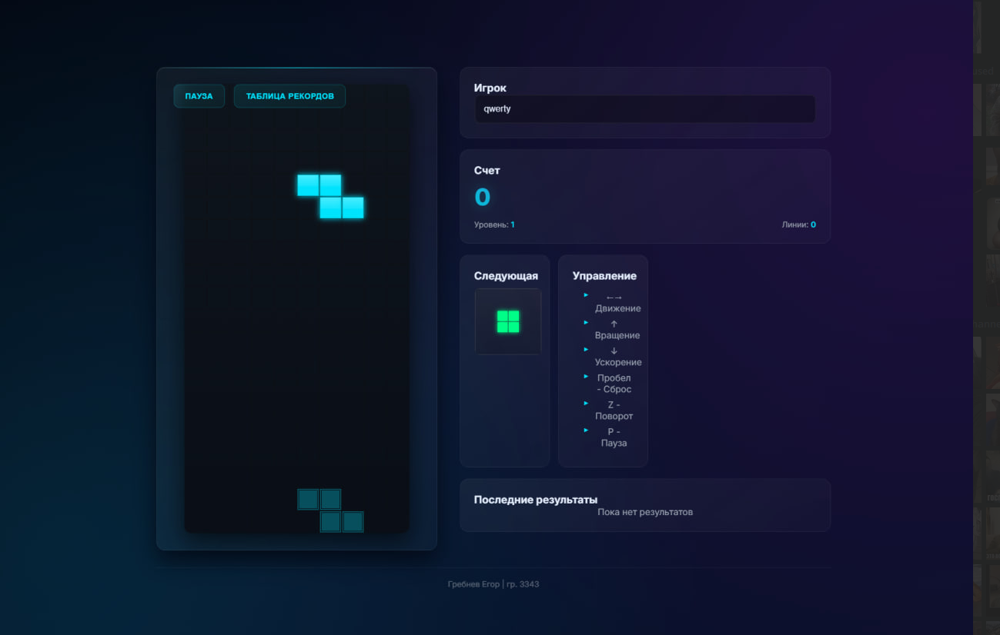 ПАУЗА
ТАБЛИЦА РЕКОРДОВ
Игрок
qwerty
Счет
0
Уровень: 1
Линии: 0
Следующая
Управление
←→
Движение
↑
Вращение
↓
Ускорение
Пробел
- Сброс
Z -
Поворот
P -
Пауза
Последние результаты
Пока нет результатов
Гребнев Егор | гр. 3343